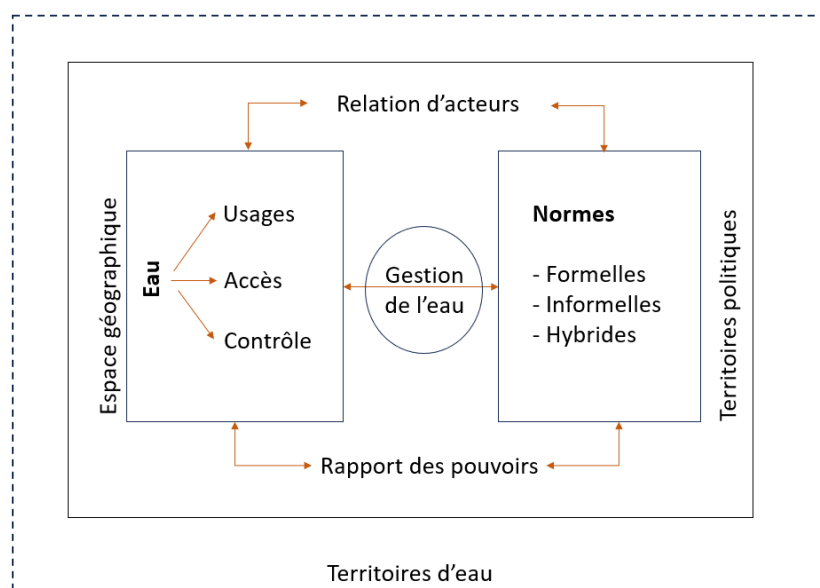 Relation d'acteurs
Espace géographique
Eau
Usages
Accès
Contrôle
Gestion
de l'eau
Normes
- Formelles
- Informelles
- Hybrides
Territoires politiques
Rapport des pouvoirs
Territoires d'eau